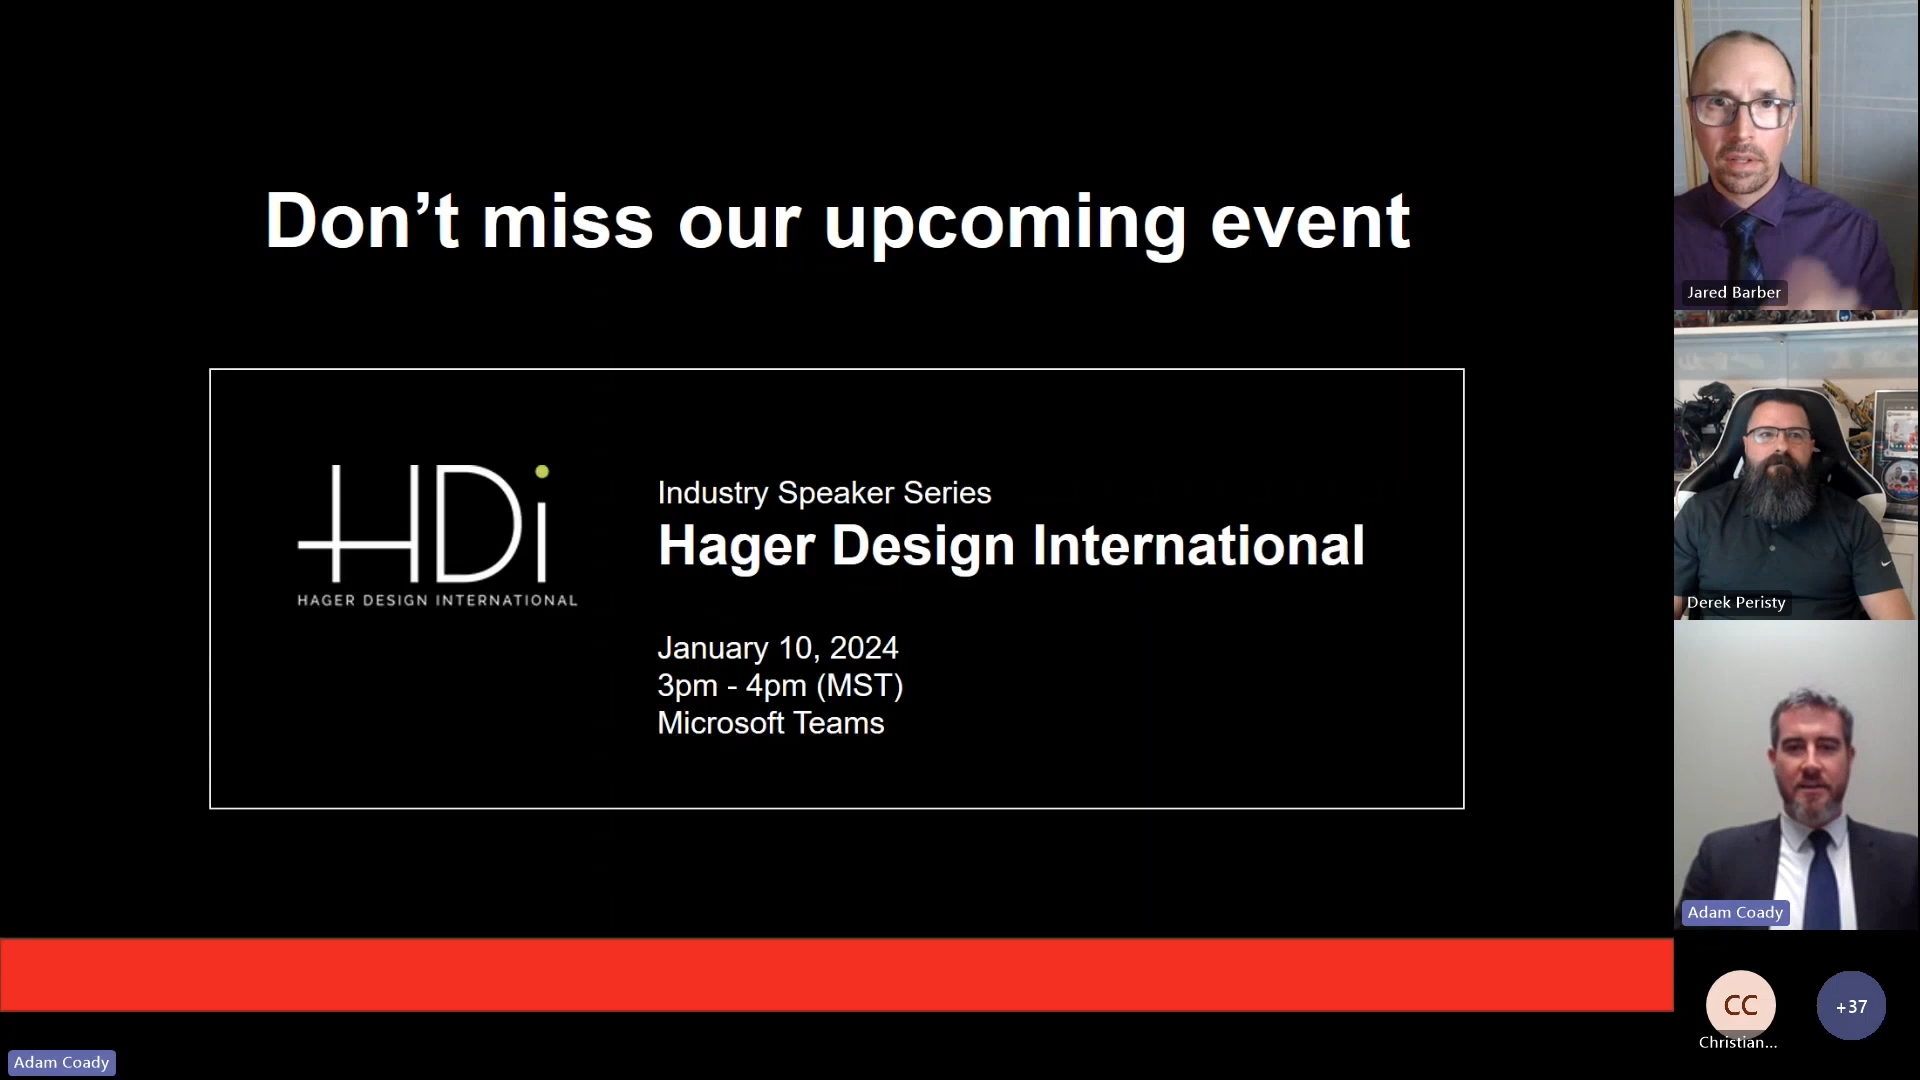 Don’t miss our upcoming event
HDi
HAGER DESIGN INTERNATIONAL
Industry Speaker Series
Hager Design International
January 10, 2024
3pm - 4pm (MST)
Microsoft Teams
Jared Barber
Derek Peristy
Adam Coady
CC
+37
Christian...
Adam Coady